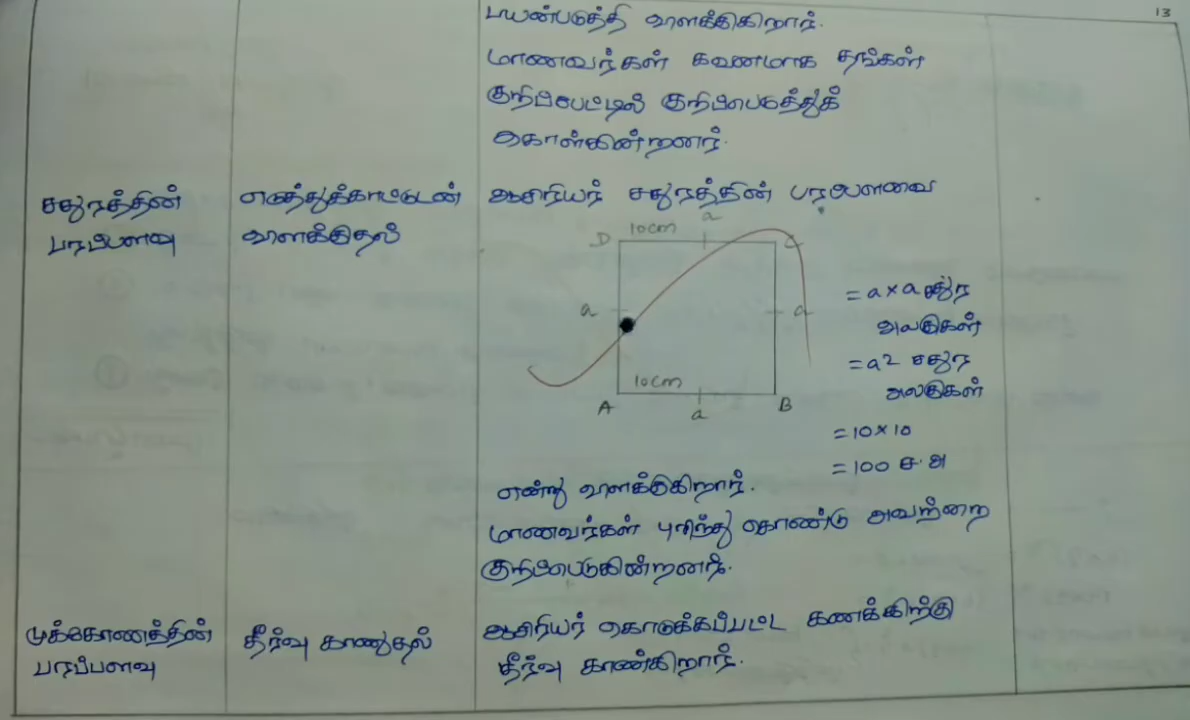 13
பயன்படுத்தி விளக்குகிறார்.
மாணவர்கள் கவனமாக தங்கள்
குறிப்பேட்டில் குறிப்பெடுத்துக்
கொள்கின்றனர்.
சதுரத்தின்
பரப்பளவு
எடுத்துக்காட்டுடன்
விளக்குதல்
ஆசிரியர் சதுரத்தின் பரப்பளவை
D 10cm a C
a a
10cm
A a B
= a x a சதுர
அலகுகள்
= a2 சதுர
அலகுகள்
= 10 x 10
= 100 ச.அ
என்று விளக்குகிறார்.
மாணவர்கள் புரிந்து கொண்டு அவற்றை
குறிப்பெடுகின்றனர்.
முக்கோணத்தின்
பரப்பளவு
தீர்வு காணுதல்
ஆசிரியர் கொடுக்கப்பட்ட கணக்கிற்கு
தீர்வு காண்கிறார்.